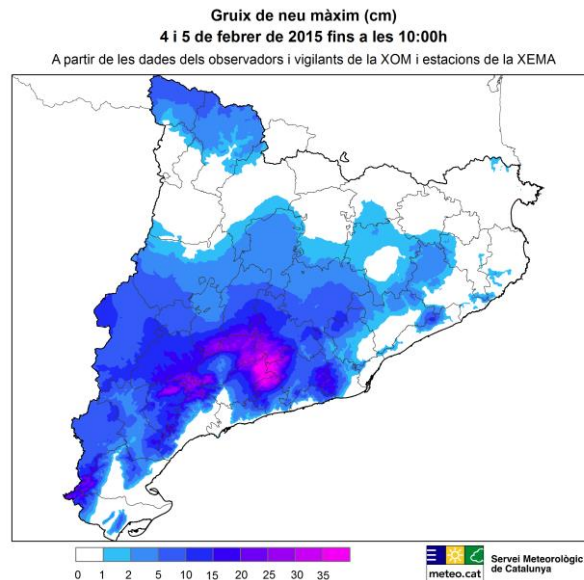 Gruix de neu màxim (cm)
4 i 5 de febrer de 2015 fins a les 10:00h
A partir de les dades dels observadors i vigilants de la XOM i estacions de la XEMA
0 1 2 5 10 15 20 25 30 35
meteo.cat
Servei Meteorològic
de Catalunya